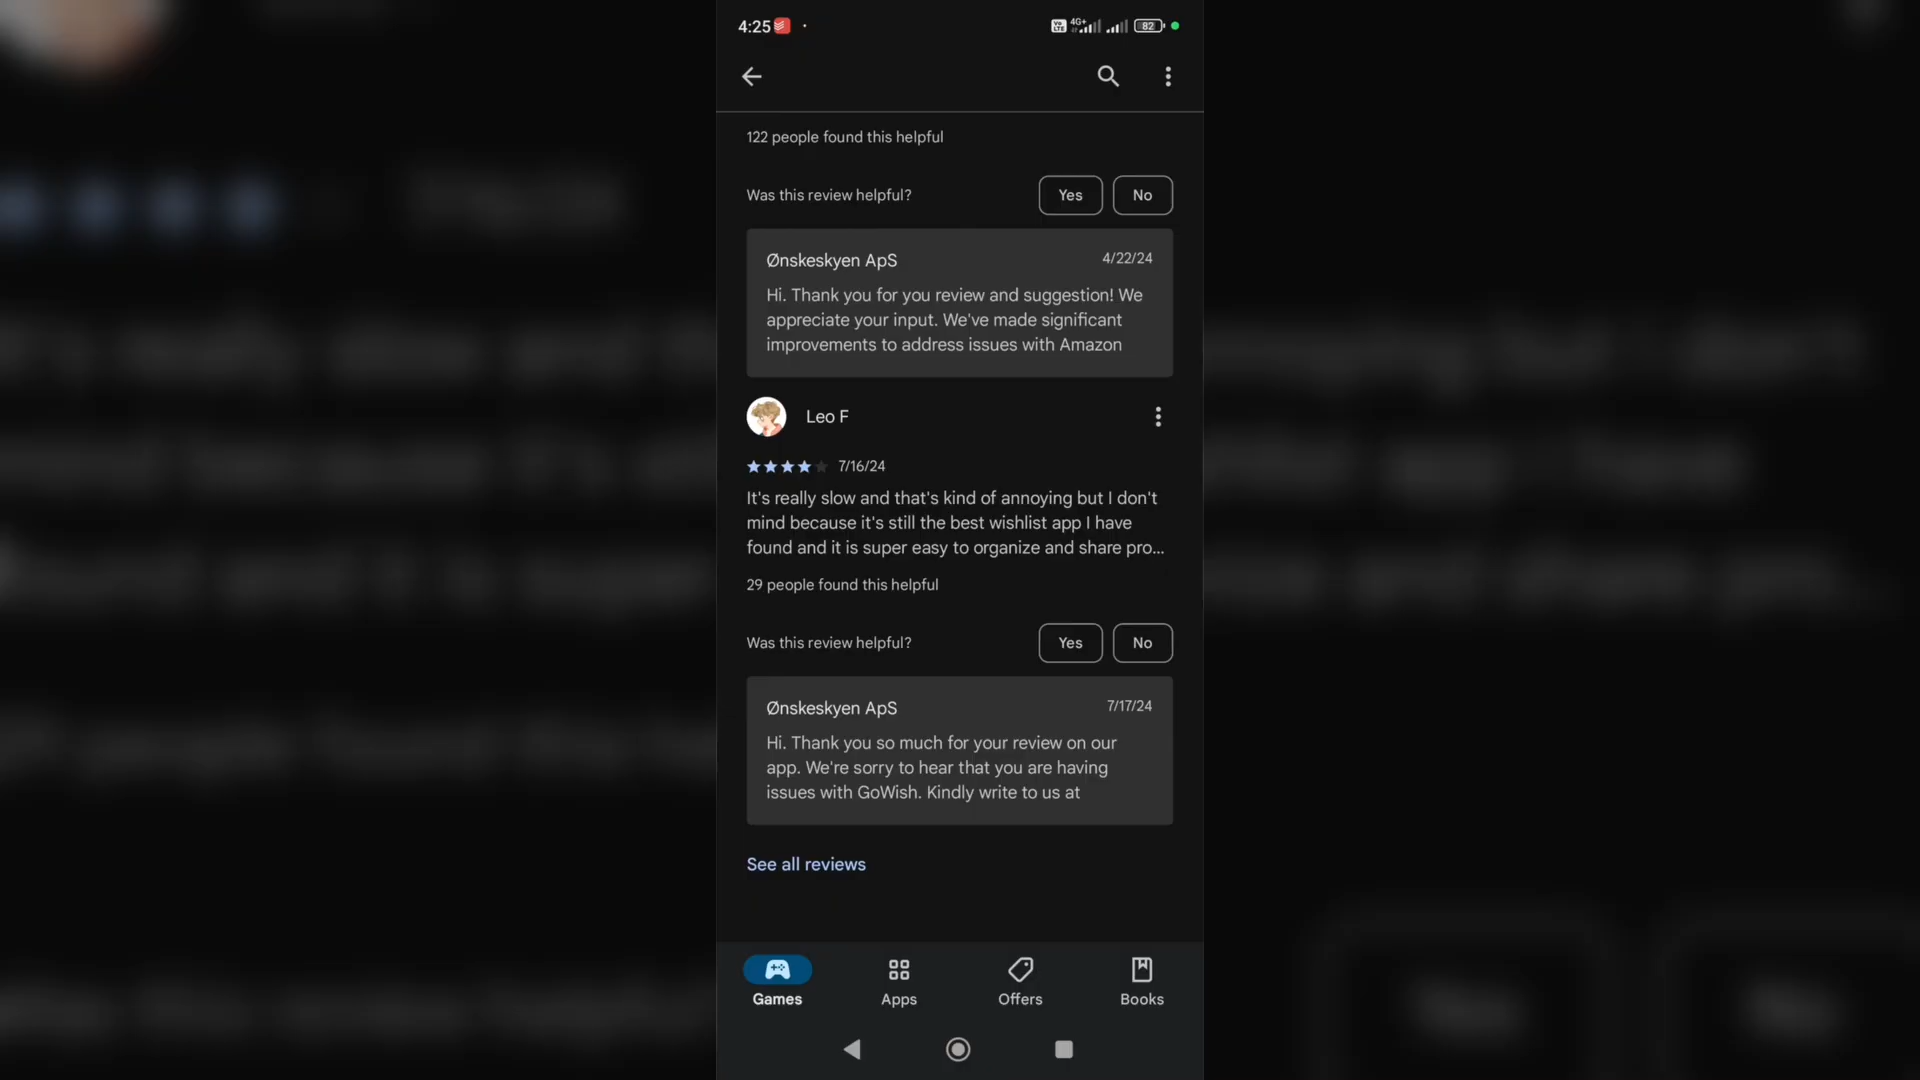 4:25
Vo LTE 4G+ 82
122 people found this helpful
Was this review helpful? Yes No
Ønskeskyen ApS 4/22/24
Hi. Thank you for you review and suggestion! We
appreciate your input. We've made significant
improvements to address issues with Amazon
Leo F
7/16/24
It's really slow and that's kind of annoying but I don't
mind because it's still the best wishlist app I have
found and it is super easy to organize and share pro...
29 people found this helpful
Was this review helpful? Yes No
Ønskeskyen ApS 7/17/24
Hi. Thank you so much for your review on our
app. We're sorry to hear that you are having
issues with GoWish. Kindly write to us at
See all reviews
Games Apps Offers Books